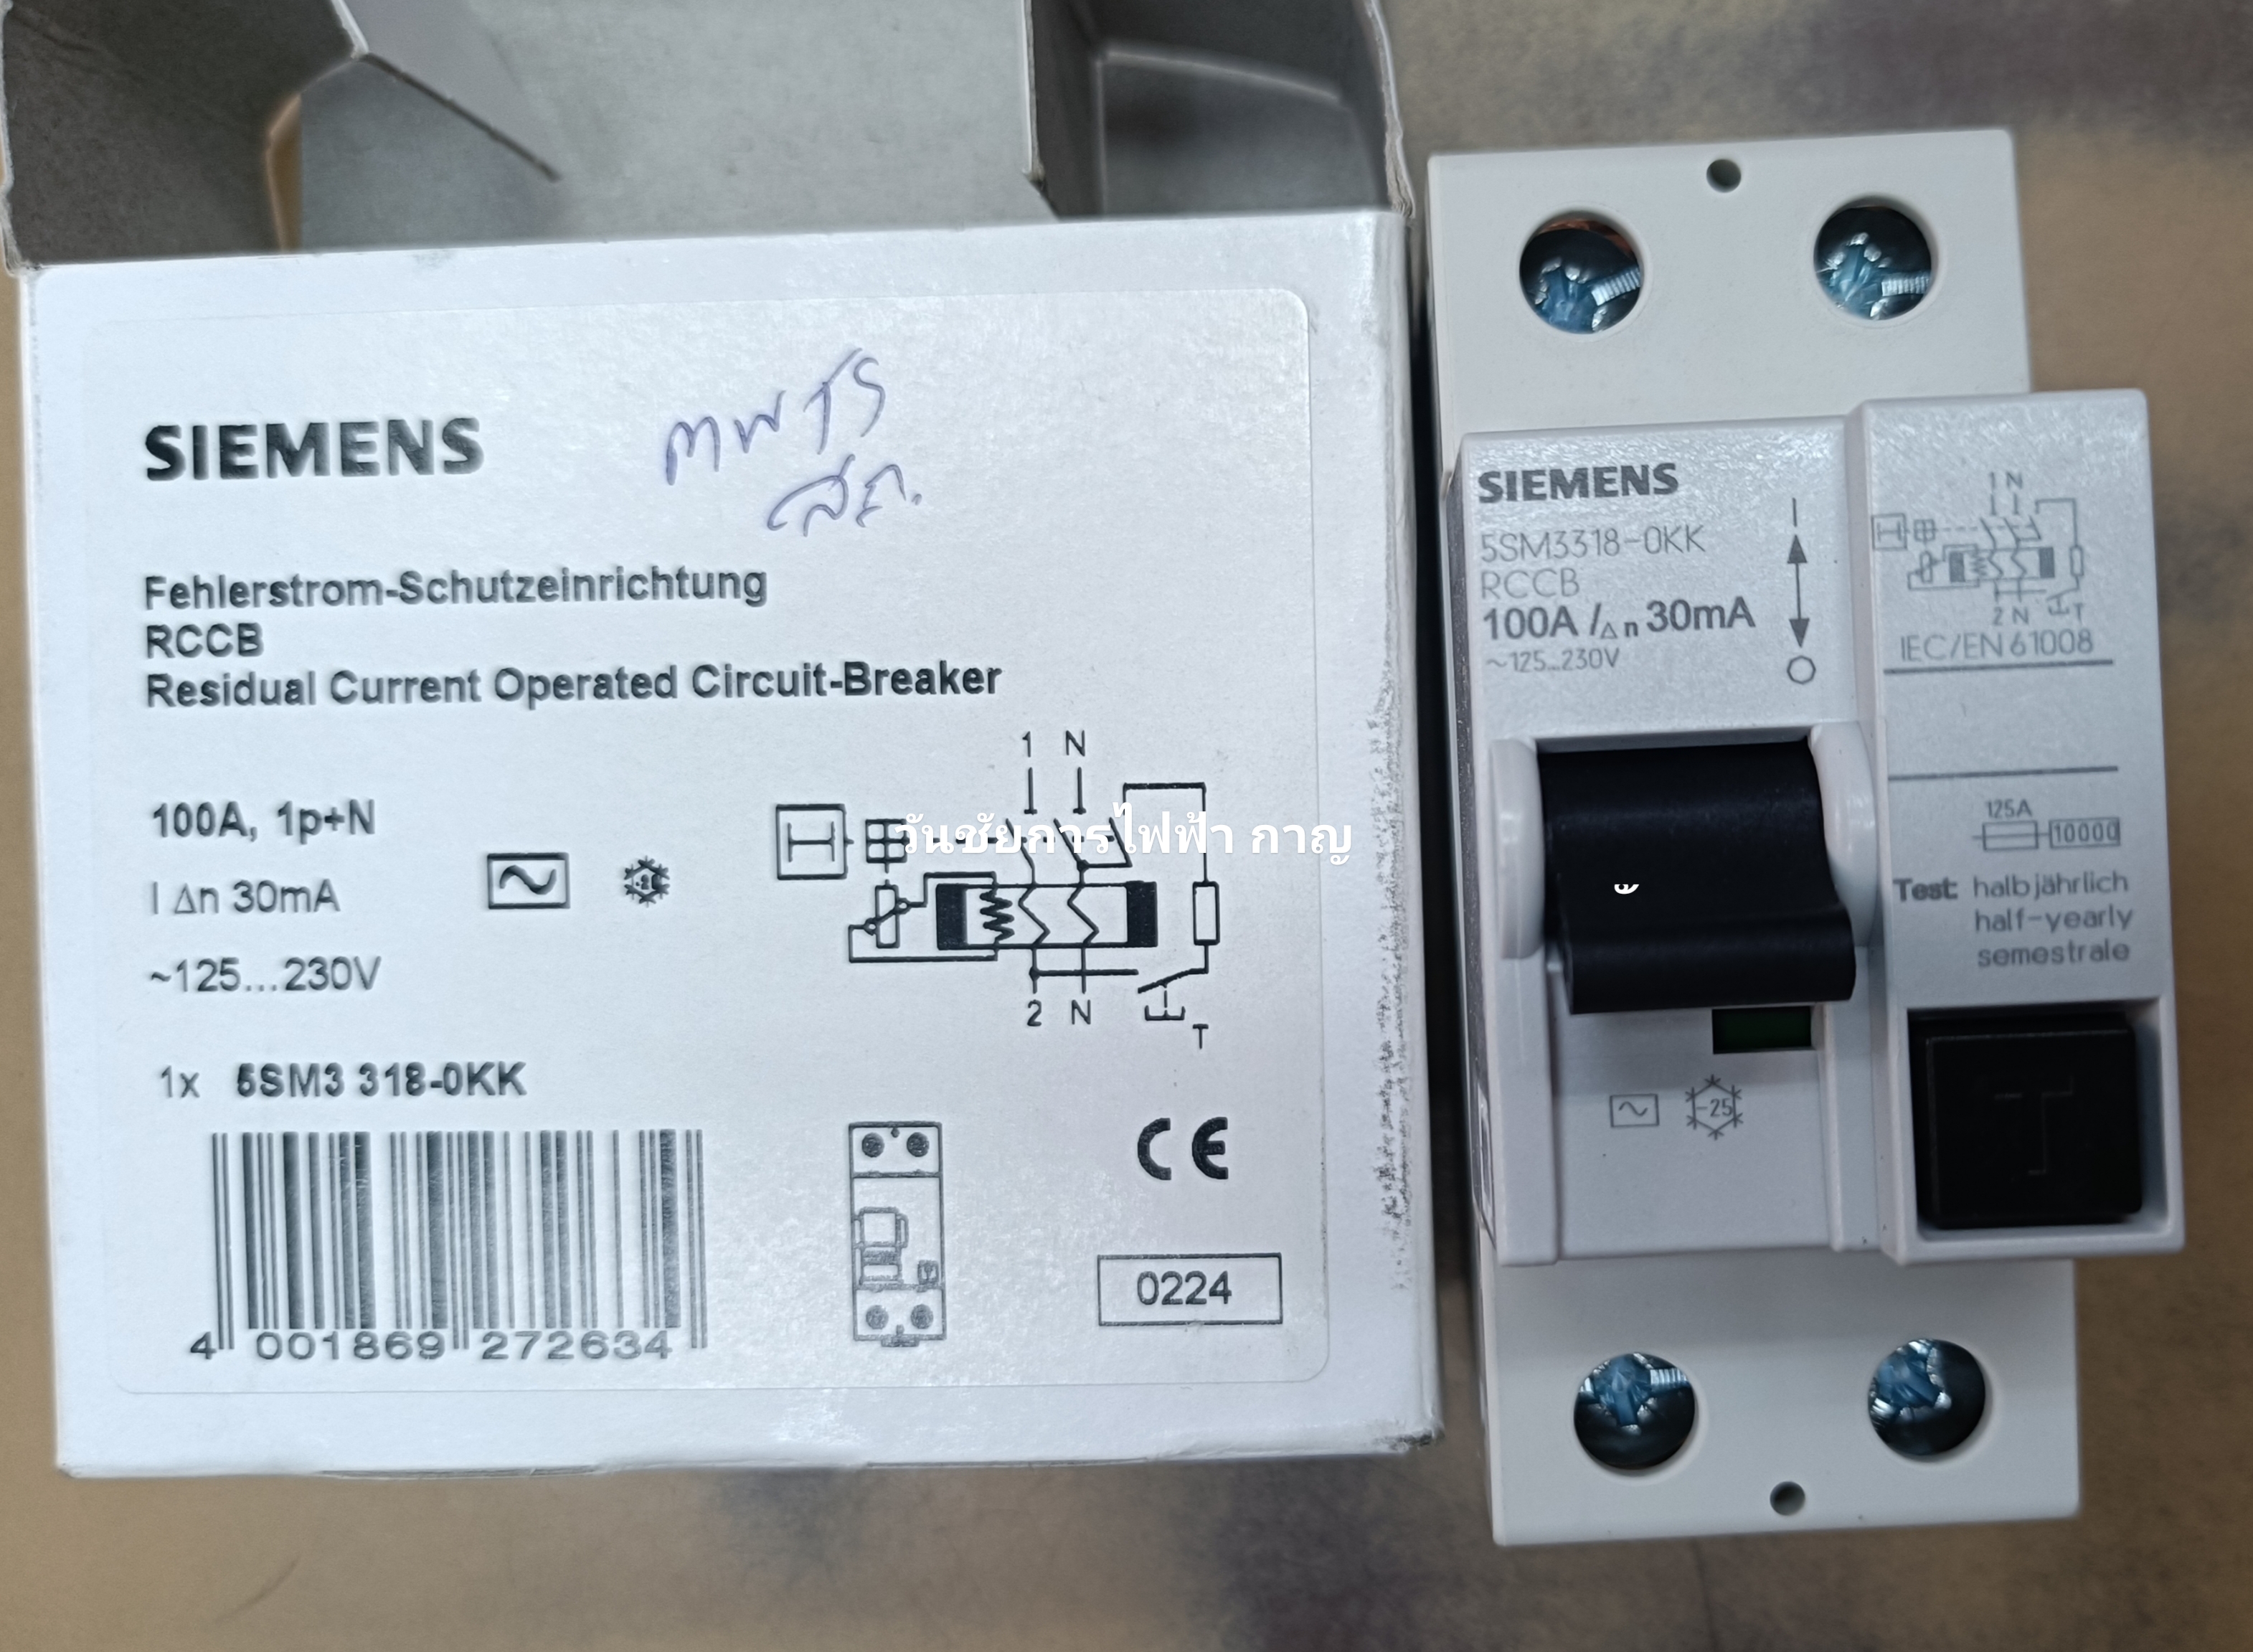 SIEMENS
Fehlerstrom-Schutzeinrichtung
RCCB
Residual Current Operated Circuit-Breaker
100A, 1p+N
I Δn 30mA
~125...230V
1 N
2 N
T
1x 5SM3 318-0KK
4 001869 272634
CE
0224
วันชัยการไฟฟ้า กาญ
SIEMENS
5SM3318-0KK
RCCB
100A I△n 30mA
~125...230V
I
O
-25
1 N
2 N T
IEC/EN 61008
125A
10000
Test: halbjährlich
half-yearly
semestrale
T